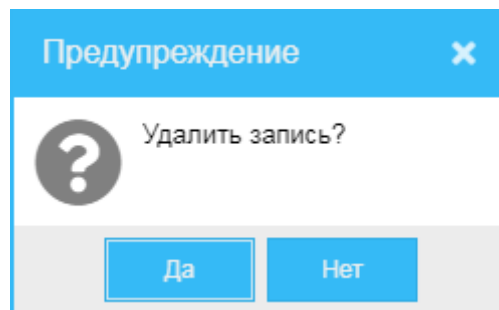 Предупреждение
Удалить запись?
Да
Нет